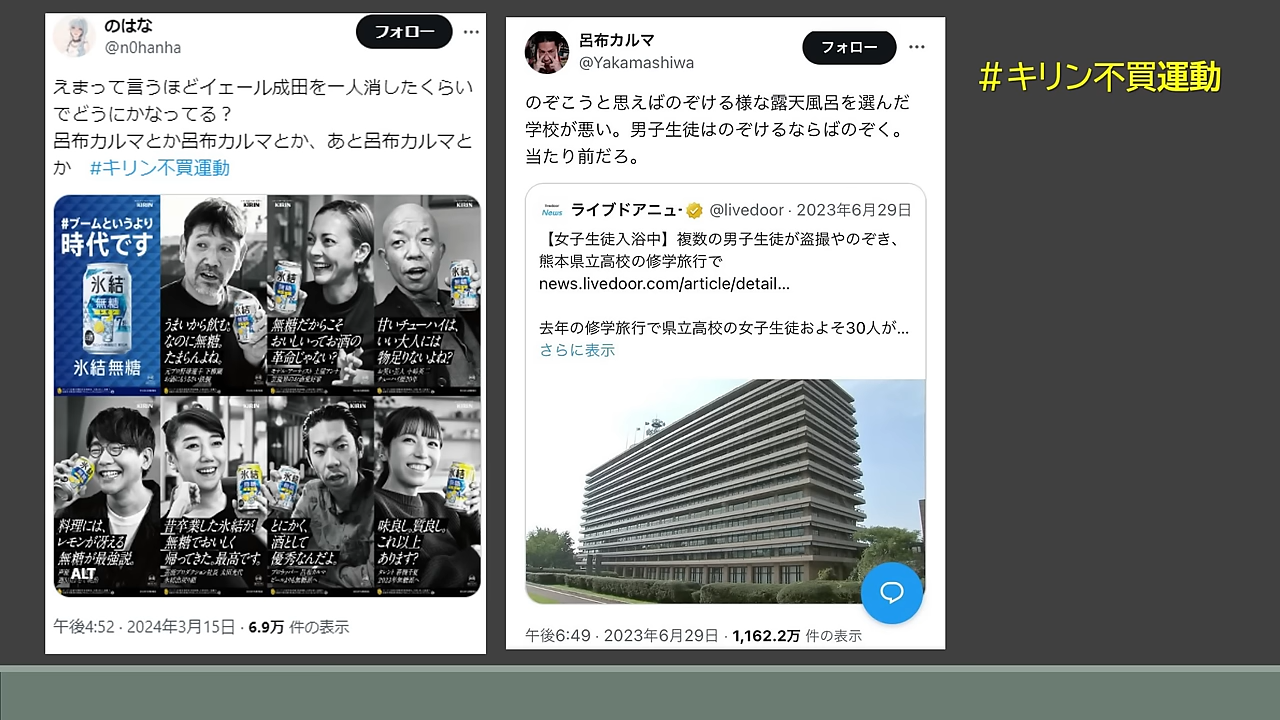 のはな
@n0hanha
フォロー
えまって言うほどイェール成田を一人消したくらい
でどうにかなってる？
呂布カルマとか呂布カルマとか、あと呂布カルマと
か #キリン不買運動
#ブームというより
時代です
氷結
無糖
レモン
7%
氷結無糖
KIRIN
うまいから飲む。
なのに無糖。
たまらんよね。
KIRIN
無糖だからこそ
おいしいってお酒の
革命じゃない?
KIRIN
甘いチューハイは、
いい大人には
物足りないよね?
KIRIN
料理には、
レモンが冴える
無糖が最強説。
ALT
KIRIN
昔卒業した氷結が、
無糖でおいしく
帰ってきた。最高です。
KIRIN
とにかく、
酒として
優秀なんだよ。
KIRIN
味良し。質良し。
これ以上
あります?
午後4:52 · 2024年3月15日 · 6.9万 件の表示
呂布カルマ
@Yakamashiwa
フォロー
のぞこうと思えばのぞける様な露天風呂を選んだ
学校が悪い。男子生徒はのぞけるならばのぞく。
当たり前だろ。
News
ライブドアニュ· @livedoor · 2023年6月29日
【女子生徒入浴中】複数の男子生徒が盗撮やのぞき、
熊本県立高校の修学旅行で
news.livedoor.com/article/detail...
去年の修学旅行で県立高校の女子生徒およそ30人が...
さらに表示
午後6:49 · 2023年6月29日 · 1,162.2万 件の表示
＃キリン不買運動